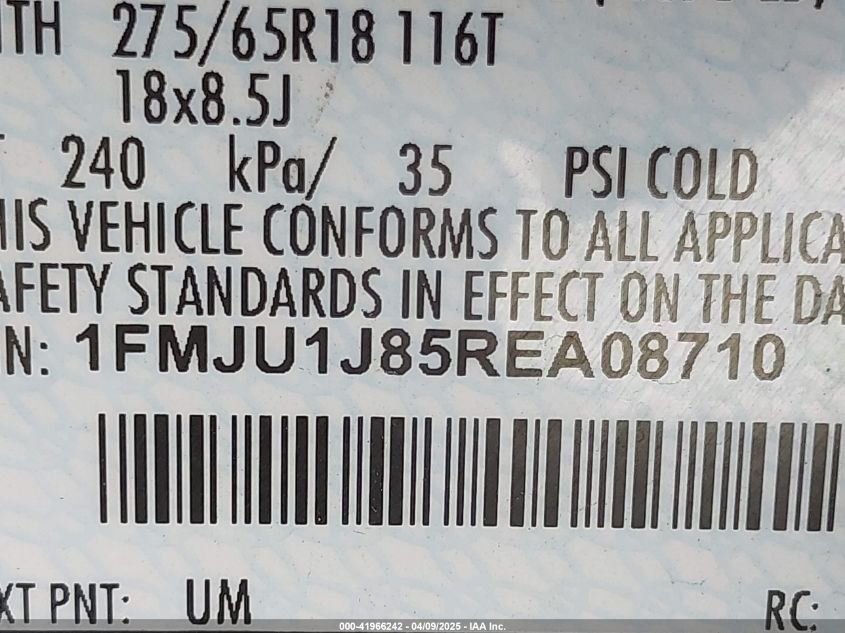 ITH 275/65R18 116T
18x8.5J
240 kPa/ 35 PSI COLD
HIS VEHICLE CONFORMS TO ALL APPLICA
AFETY STANDARDS IN EFFECT ON THE DA
N: 1FMJU1J85REA08710
XT PNT: UM RC:
000-41966242 - 04/09/2025 - IAA Inc.